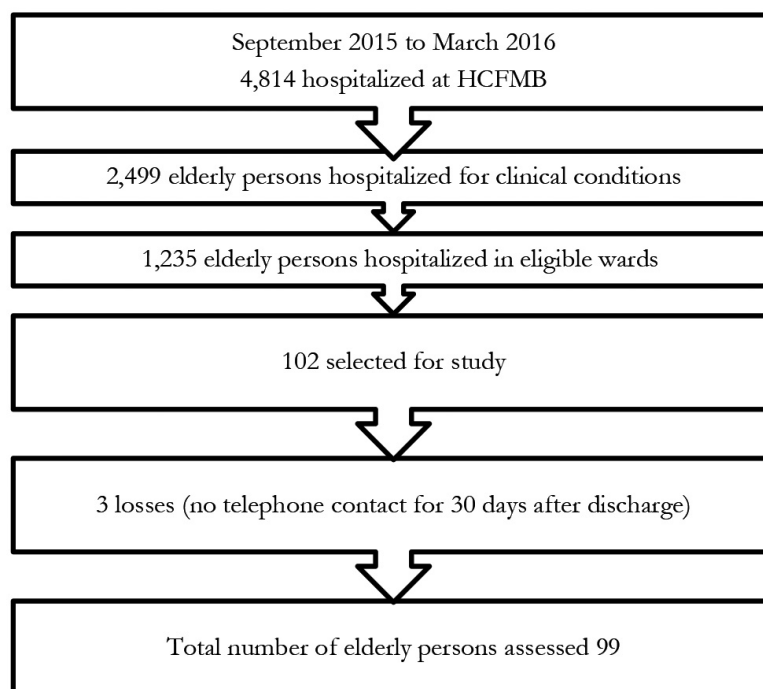 September 2015 to March 2016
4,814 hospitalized at HCFMB
2,499 elderly persons hospitalized for clinical conditions
1,235 elderly persons hospitalized in eligible wards
102 selected for study
3 losses (no telephone contact for 30 days after discharge)
Total number of elderly persons assessed 99